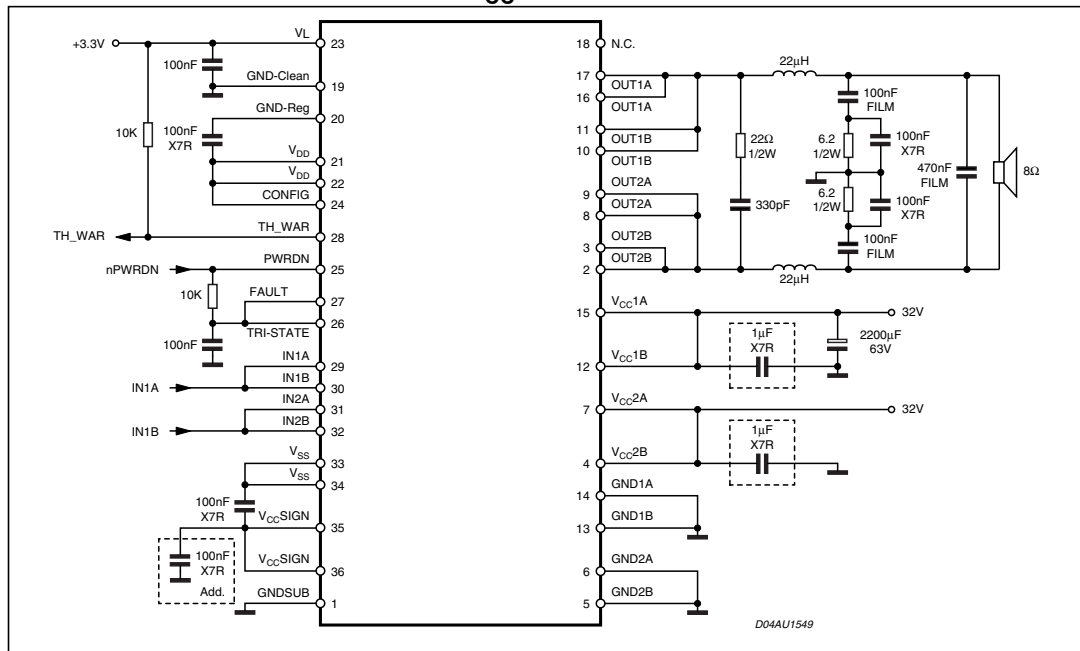 +3.3V
VL
23
100nF
GND-Clean
19
GND-Reg
20
10K
100nF
X7R
VDD
21
VDD
22
CONFIG
24
TH_WAR
TH_WAR
28
nPWRDN
PWRDN
25
10K
FAULT
27
TRI-STATE
26
100nF
IN1A
29
IN1A
IN1B
30
IN2A
31
IN1B
IN2B
32
VSS
33
VSS
34
100nF
X7R
VCCSIGN
35
100nF
X7R
Add.
VCCSIGN
36
GNDSUB
1
18
N.C.
17
OUT1A
16
OUT1A
11
OUT1B
10
OUT1B
9
OUT2A
8
OUT2A
3
OUT2B
2
OUT2B
22µH
22Ω
1/2W
330pF
100nF
FILM
6.2
1/2W
100nF
X7R
6.2
1/2W
100nF
X7R
100nF
FILM
470nF
FILM
8Ω
22µH
15
VCC1A
32V
1µF
X7R
2200µF
63V
12
VCC1B
7
VCC2A
32V
1µF
X7R
4
VCC2B
14
GND1A
13
GND1B
6
GND2A
5
GND2B
D04AU1549